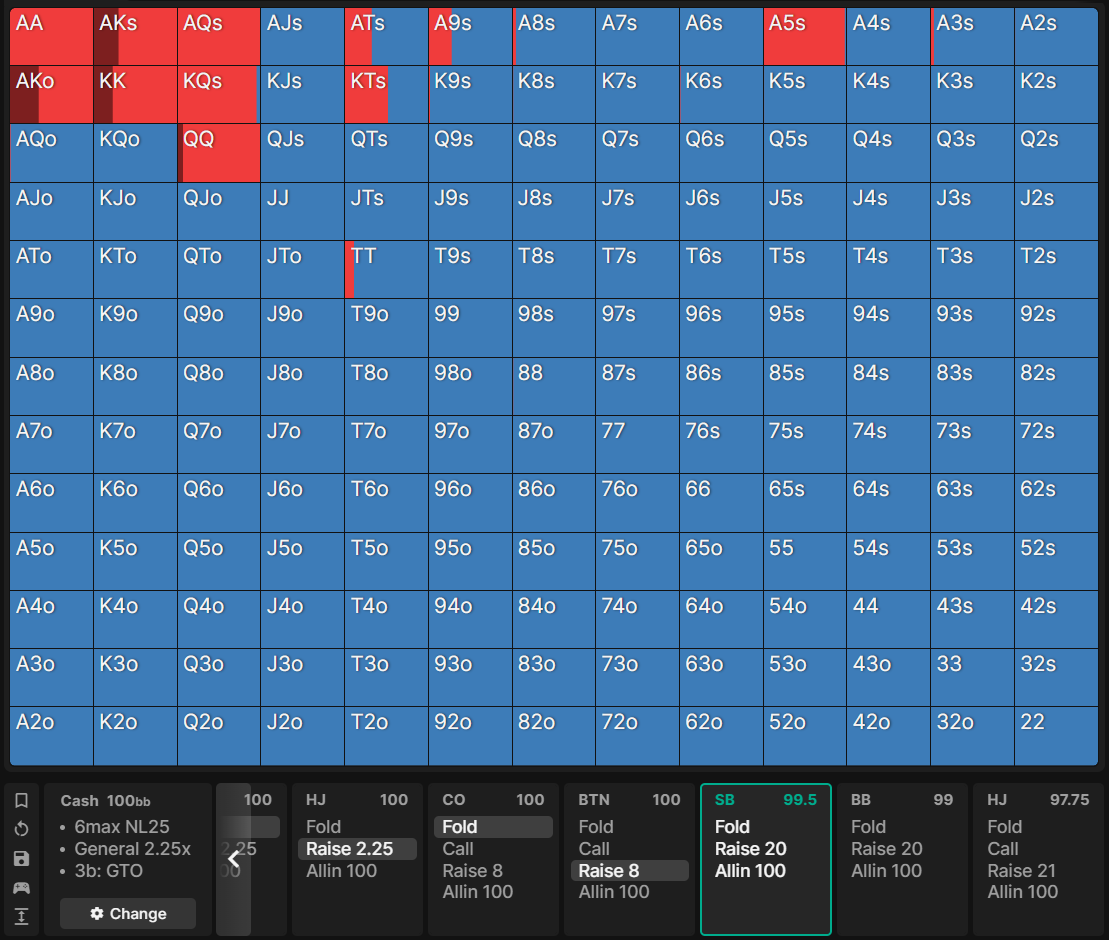 AA AKs AQs AJs ATs A9s A8s A7s A6s A5s A4s A3s A2s
AKo KK KQs KJs KTs K9s K8s K7s K6s K5s K4s K3s K2s
AQo KQo QQ QJs QTs Q9s Q8s Q7s Q6s Q5s Q4s Q3s Q2s
AJo KJo QJo JJ JTs J9s J8s J7s J6s J5s J4s J3s J2s
ATo KTo QTo JTo TT T9s T8s T7s T6s T5s T4s T3s T2s
A9o K9o Q9o J9o T9o 99 98s 97s 96s 95s 94s 93s 92s
A8o K8o Q8o J8o T8o 98o 88 87s 86s 85s 84s 83s 82s
A7o K7o Q7o J7o T7o 97o 87o 77 76s 75s 74s 73s 72s
A6o K6o Q6o J6o T6o 96o 86o 76o 66 65s 64s 63s 62s
A5o K5o Q5o J5o T5o 95o 85o 75o 65o 55 54s 53s 52s
A4o K4o Q4o J4o T4o 94o 84o 74o 64o 54o 44 43s 42s
A3o K3o Q3o J3o T3o 93o 83o 73o 63o 53o 43o 33 32s
A2o K2o Q2o J2o T2o 92o 82o 72o 62o 52o 42o 32o 22
Cash 100bb
• 6max NL25
• General 2.25x
• 3b: GTO
Change
100
2.25
00
HJ 100
Fold
Raise 2.25
Allin 100
CO 100
Fold
Call
Raise 8
Allin 100
BTN 100
Fold
Call
Raise 8
Allin 100
SB 99.5
Fold
Raise 20
Allin 100
BB 99
Fold
Raise 20
Allin 100
HJ 97.75
Fold
Call
Raise 21
Allin 100